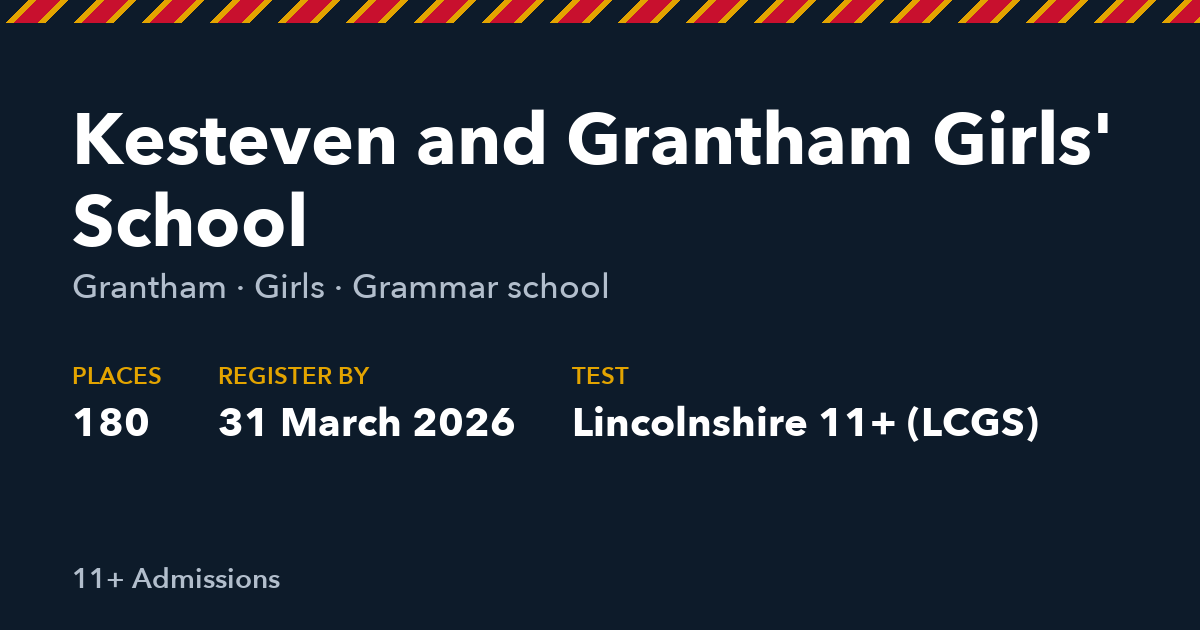 Kesteven and Grantham Girls'
School
Grantham · Girls · Grammar school
PLACES REGISTER BY TEST
180 31 March 2026 Lincolnshire 11+ (LCGS)
11+ Admissions